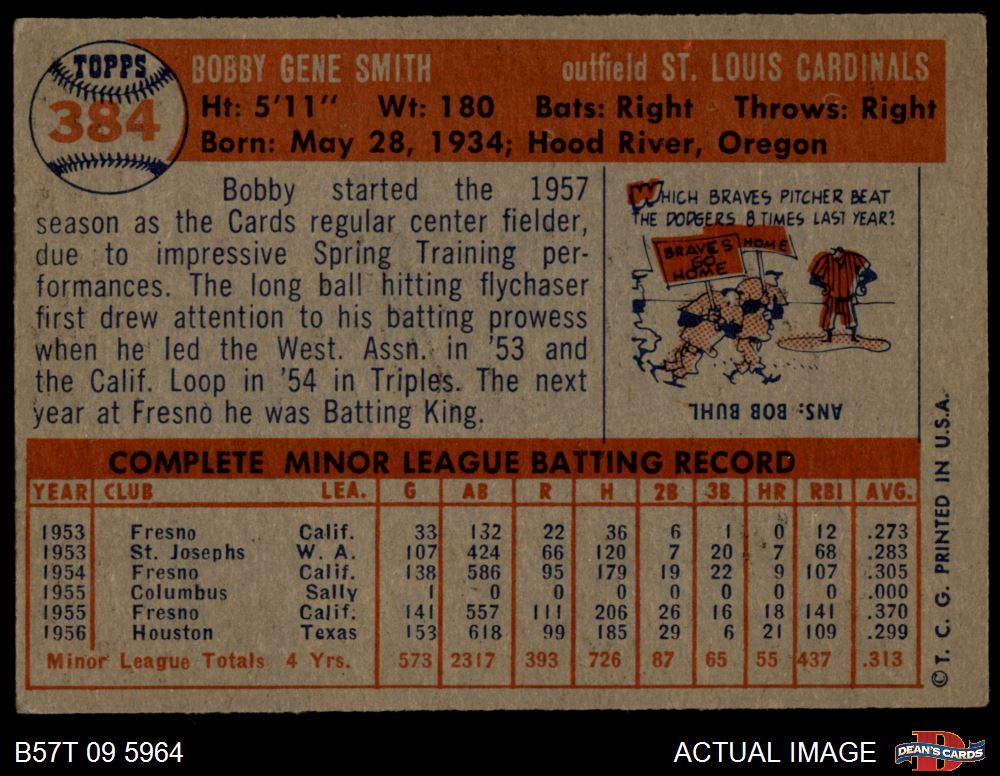 TOPPS
384
BOBBY GENE SMITH outfield ST. LOUIS CARDINALS
Ht: 5'11" Wt: 180 Bats: Right Throws: Right
Born: May 28, 1934; Hood River, Oregon
Bobby started the 1957
season as the Cards regular center fielder,
due to impressive Spring Training per-
formances. The long ball hitting flychaser
first drew attention to his batting prowess
when he led the West. Assn. in '53 and
the Calif. Loop in '54 in Triples. The next
year at Fresno he was Batting King.
WHICH BRAVES PITCHER BEAT
THE DODGERS 8 TIMES LAST YEAR?
BRAVES
GO
HOME
HOME
ANS: BOB BUHL
COMPLETE MINOR LEAGUE BATTING RECORD
YEAR CLUB LEA. G AB R H 2B 3B HR RBI AVG.
1953 Fresno Calif. 33 132 22 36 6 1 0 12 .273
1953 St. Josephs W. A. 107 424 66 120 7 20 7 68 .283
1954 Fresno Calif. 138 586 95 179 19 22 9 107 .305
1955 Columbus Sally 1 0 0 0 0 0 0 0 .000
1955 Fresno Calif. 141 557 111 206 26 16 18 141 .370
1956 Houston Texas 153 618 99 185 29 6 21 109 .299
Minor League Totals 4 Yrs. 573 2317 393 726 87 65 55 437 .313
© T. C. G. PRINTED IN U.S.A.
B57T 09 5964
ACTUAL IMAGE
D
DEAN'S CARDS